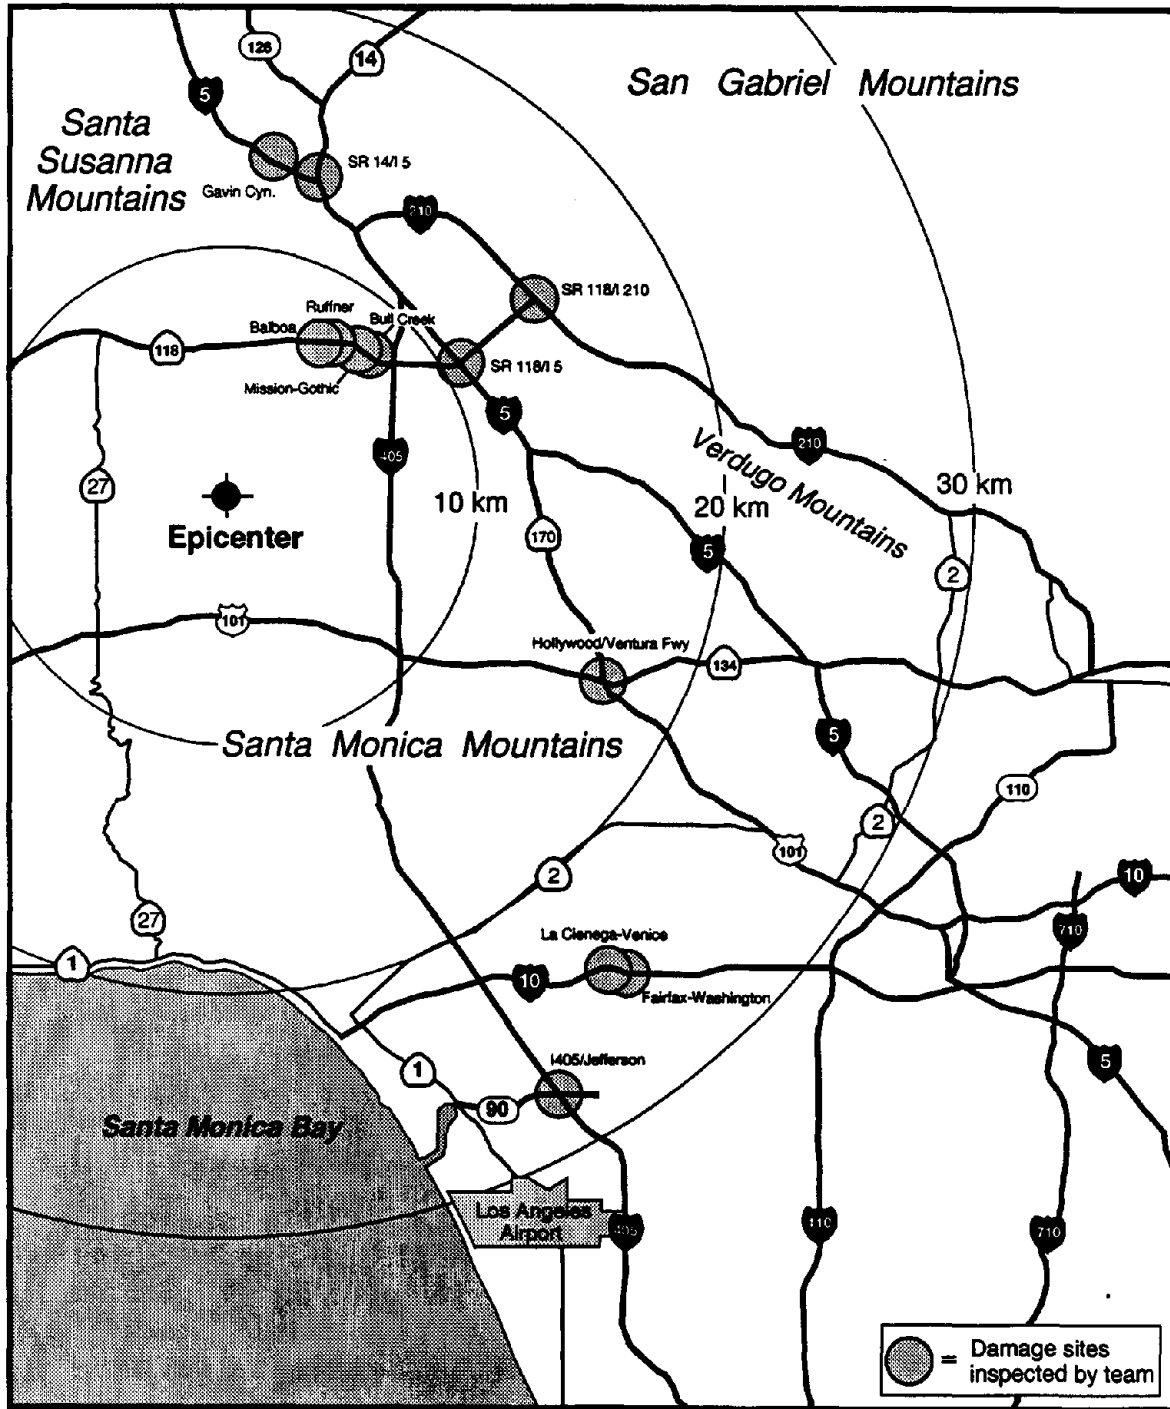 126
14
San Gabriel Mountains
5
Santa
Susanna
Mountains
SR 14/I 5
Gavin Cyn.
210
SR 118/I 210
Ruffner
Balboa
Bull Creek
118
SR 118/I 5
Mission-Gothic
5
405
210
Verdugo Mountains
27
10 km
20 km
30 km
Epicenter
170
5
2
101
Hollywood/Ventura Fwy
134
Santa Monica Mountains
5
110
2
101
2
10
27
710
La Cienega-Venice
1
10
Fairfax-Washington
I405/Jefferson
1
5
90
Santa Monica Bay
Los Angeles
Airport
405
110
710
= Damage sites
inspected by team